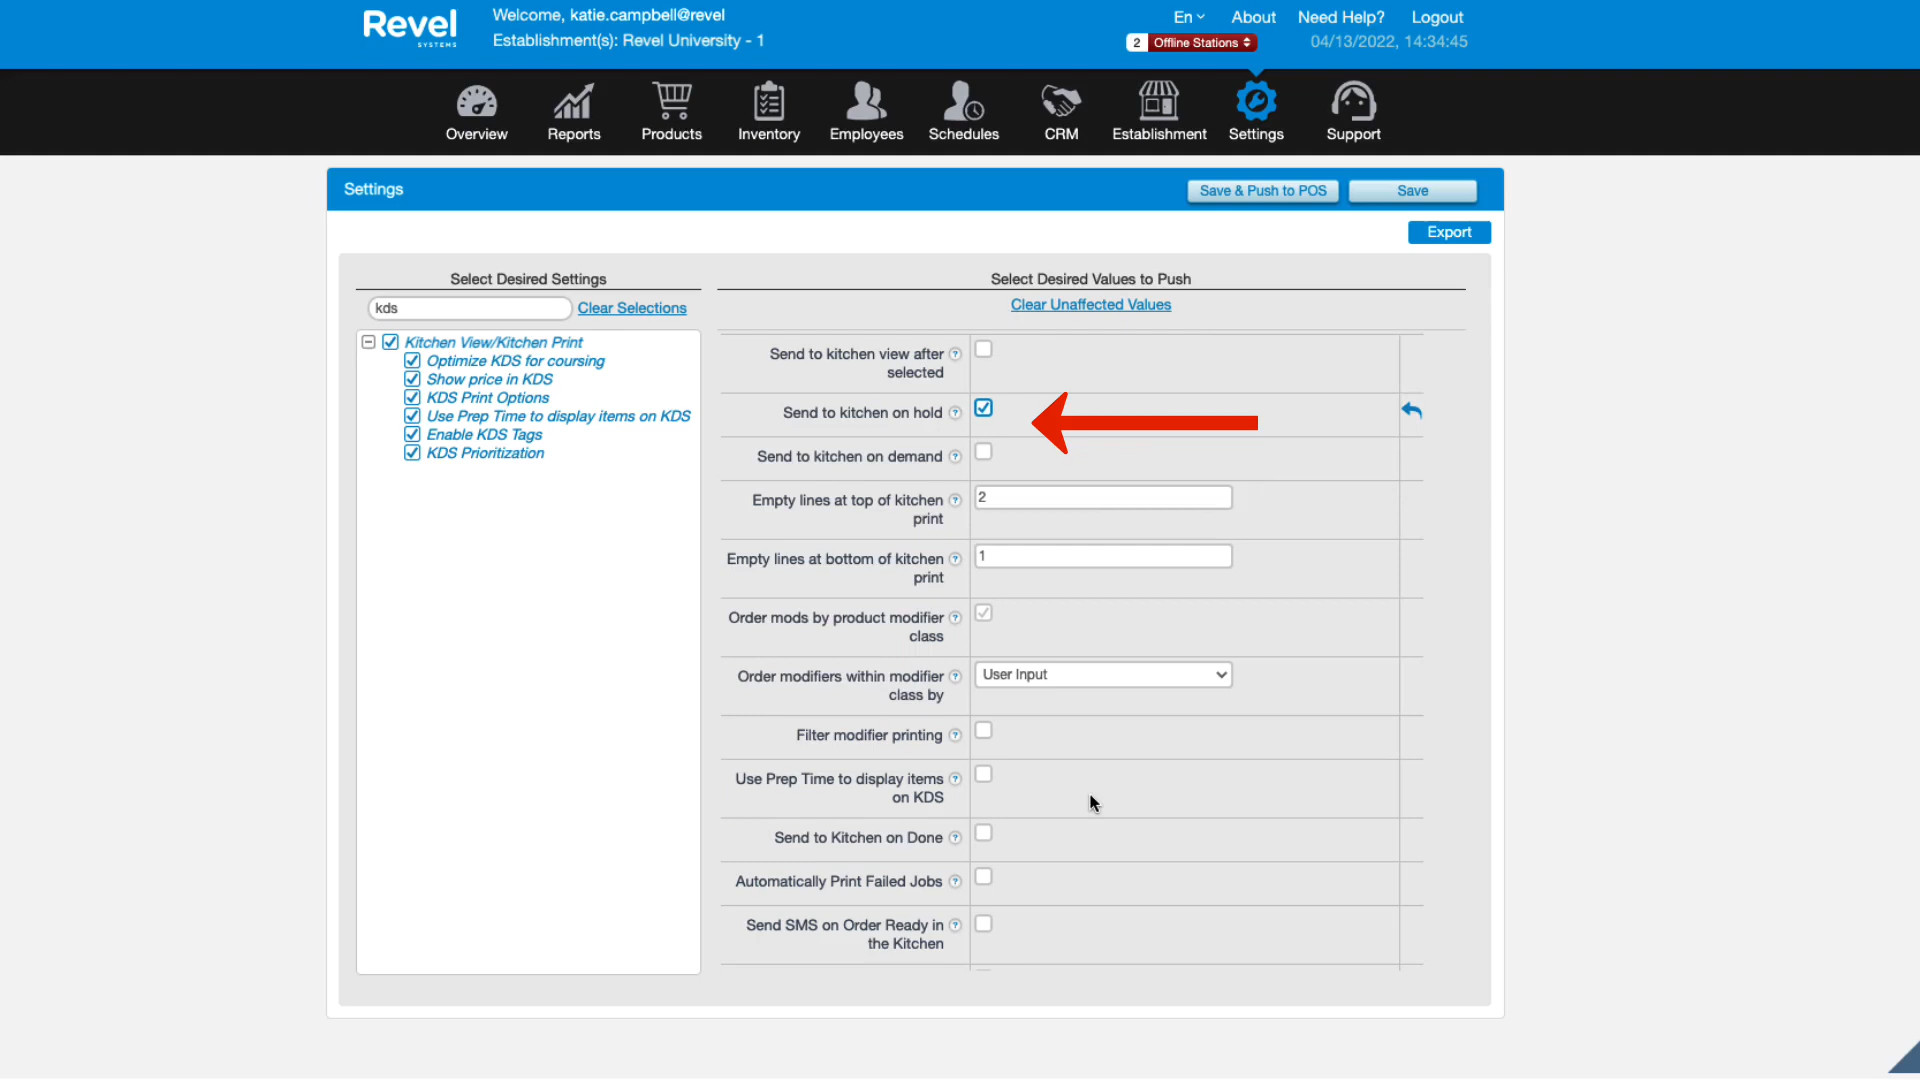 Revel
SYSTEMS
Welcome, katie.campbell@revel
Establishment(s): Revel University - 1
En
About
Need Help?
Logout
2 Offline Stations
04/13/2022, 14:34:45
Overview
Reports
Products
Inventory
Employees
Schedules
CRM
Establishment
Settings
Support
Settings
Save & Push to POS
Save
Export
Select Desired Settings
kds
Clear Selections
Kitchen View/Kitchen Print
Optimize KDS for coursing
Show price in KDS
KDS Print Options
Use Prep Time to display items on KDS
Enable KDS Tags
KDS Prioritization
Select Desired Values to Push
Clear Unaffected Values
Send to kitchen view after ?
selected
Send to kitchen on hold ?
Send to kitchen on demand ?
Empty lines at top of kitchen ?
print
2
Empty lines at bottom of kitchen ?
print
1
Order mods by product modifier ?
class
Order modifiers within modifier ?
class by
User Input
Filter modifier printing ?
Use Prep Time to display items ?
on KDS
Send to Kitchen on Done ?
Automatically Print Failed Jobs ?
Send SMS on Order Ready in ?
the Kitchen